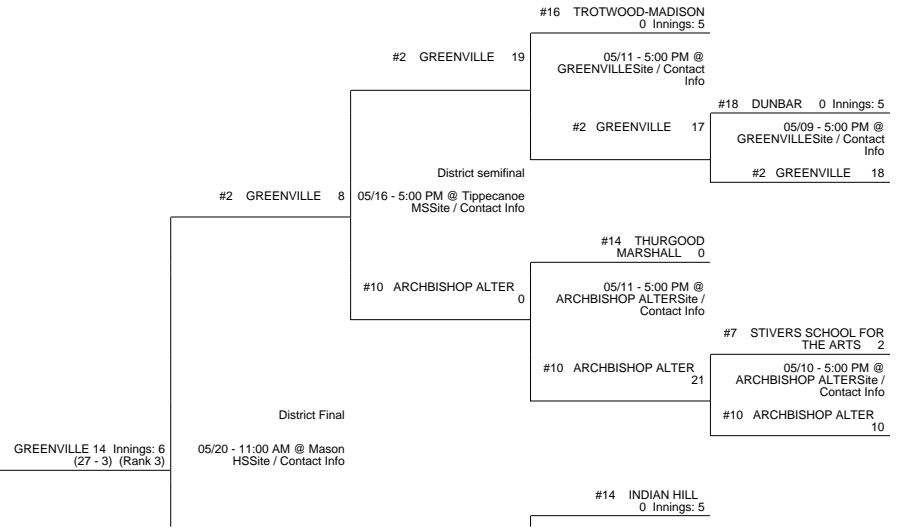 #16 TROTWOOD-MADISON
0 Innings: 5
#2 GREENVILLE 19
05/11 - 5:00 PM @
GREENVILLESite / Contact
Info
#18 DUNBAR 0 Innings: 5
#2 GREENVILLE 17
05/09 - 5:00 PM @
GREENVILLESite / Contact
Info
#2 GREENVILLE 18
District semifinal
#2 GREENVILLE 8
05/16 - 5:00 PM @ Tippecanoe
MSSite / Contact Info
#14 THURGOOD
MARSHALL 0
#10 ARCHBISHOP ALTER
0
05/11 - 5:00 PM @
ARCHBISHOP ALTERSite /
Contact Info
#7 STIVERS SCHOOL FOR
THE ARTS 2
#10 ARCHBISHOP ALTER
21
05/10 - 5:00 PM @
ARCHBISHOP ALTERSite /
Contact Info
#10 ARCHBISHOP ALTER
10
District Final
GREENVILLE 14 Innings: 6
(27 - 3) (Rank 3)
05/20 - 11:00 AM @ Mason
HSSite / Contact Info
#14 INDIAN HILL
0 Innings: 5